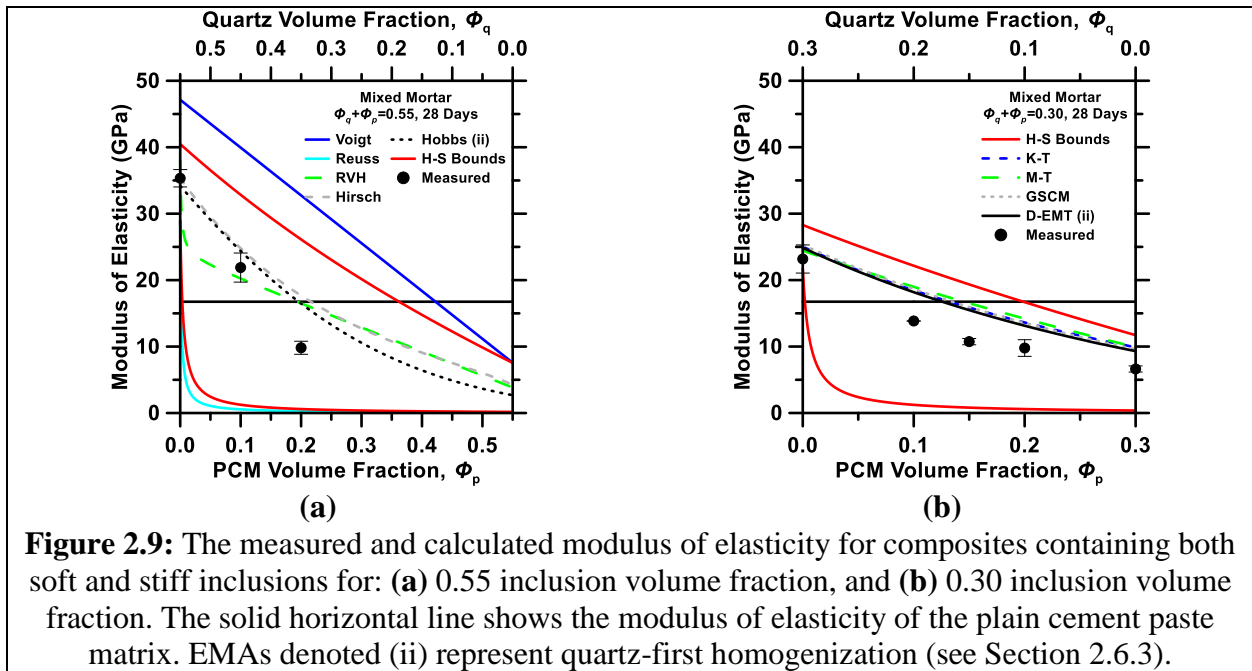 Quartz Volume Fraction, Φq
0.5 0.4 0.3 0.2 0.1 0.0
50
40
30
20
10
0
Modulus of Elasticity (GPa)
Mixed Mortar
Φq+Φp=0.55, 28 Days
Voigt
Reuss
RVH
Hirsch
Hobbs (ii)
H-S Bounds
Measured
0.0 0.1 0.2 0.3 0.4 0.5
PCM Volume Fraction, Φp
(a)
Quartz Volume Fraction, Φq
0.3 0.2 0.1 0.0
50
40
30
20
10
0
Modulus of Elasticity (GPa)
Mixed Mortar
Φq+Φp=0.30, 28 Days
H-S Bounds
K-T
M-T
GSCM
D-EMT (ii)
Measured
0.0 0.1 0.2 0.3
PCM Volume Fraction, Φp
(b)
Figure 2.9: The measured and calculated modulus of elasticity for composites containing both
soft and stiff inclusions for: (a) 0.55 inclusion volume fraction, and (b) 0.30 inclusion volume
fraction. The solid horizontal line shows the modulus of elasticity of the plain cement paste
matrix. EMAs denoted (ii) represent quartz-first homogenization (see Section 2.6.3).